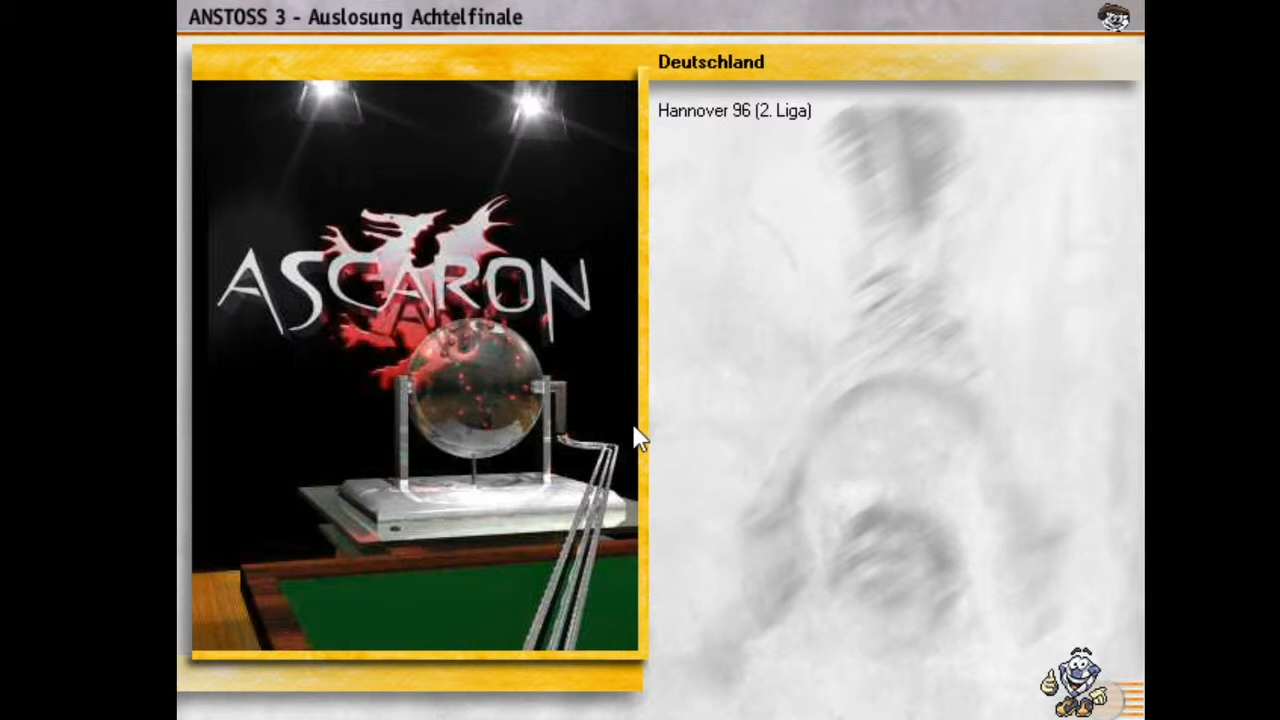 ANSTOSS 3 - Auslosung Achtelfinale
Deutschland
Hannover 96 (2. Liga)
ASCARON